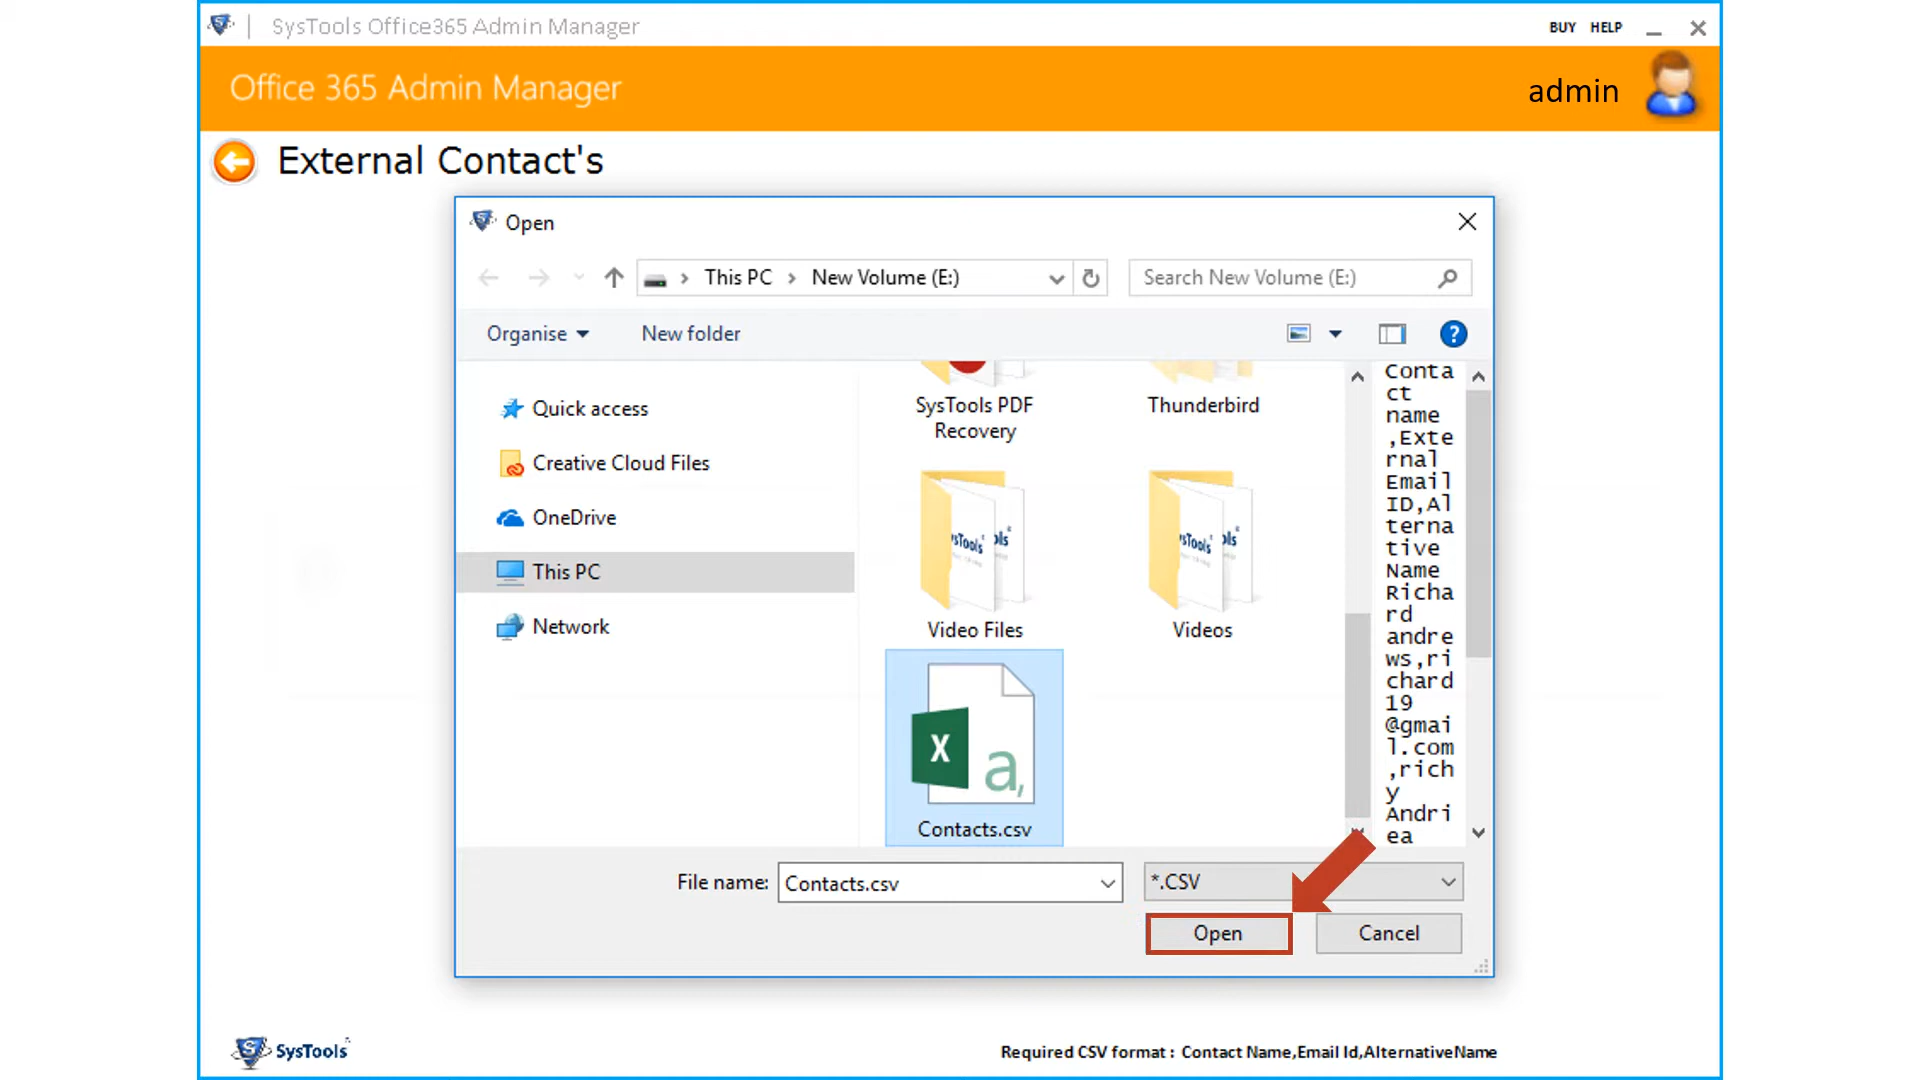 SysTools Office365 Admin Manager
BUY HELP
Office 365 Admin Manager
admin
External Contact's
Open
This PC
New Volume (E:)
Search New Volume (E:)
Organise
New folder
Quick access
Creative Cloud Files
OneDrive
This PC
Network
SysTools PDF
Recovery
Thunderbird
Video Files
Videos
Contacts.csv
Conta
ct
name
,Exte
rnal
Email
ID,Al
terna
tive
Name
Richa
rd
andre
ws,ri
chard
19
@gmai
l.com
,rich
y
Andri
ea
File name:
Contacts.csv
*.CSV
Open
Cancel
SysTools
Required CSV format : Contact Name,Email Id,AlternativeName